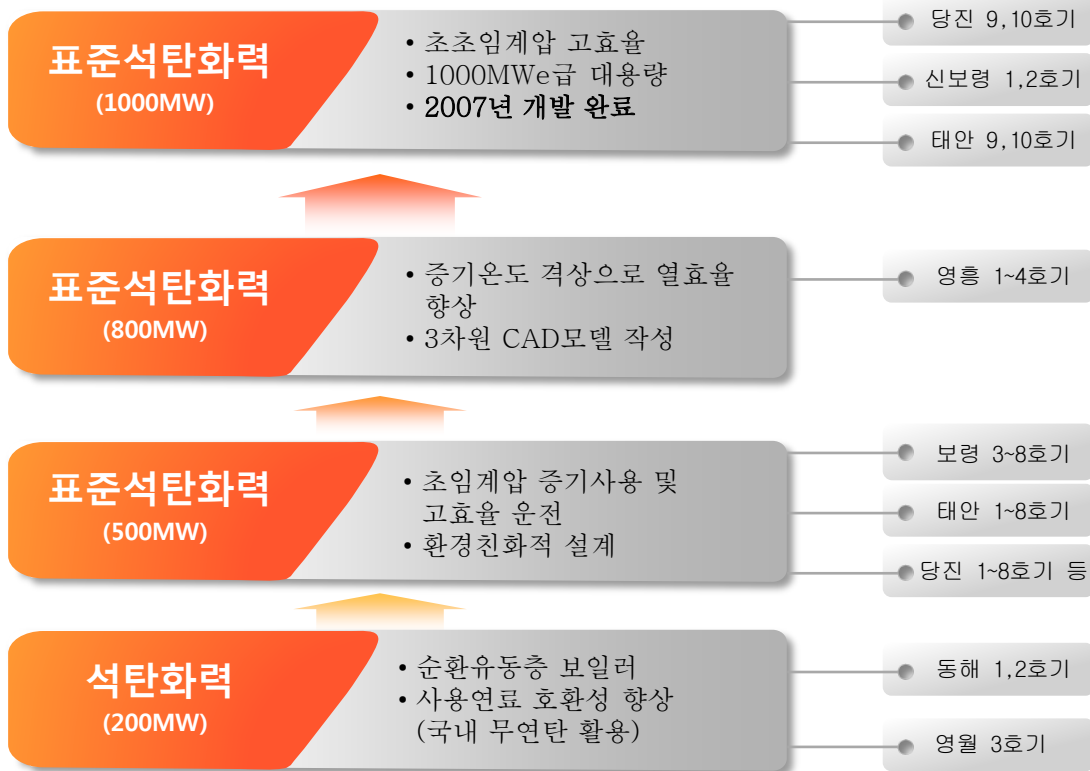 표준석탄화력
(1000MW)
• 초초임계압 고효율
• 1000MWe급 대용량
• 2007년 개발 완료
당진 9,10호기
신보령 1,2호기
태안 9,10호기
표준석탄화력
(800MW)
• 증기온도 격상으로 열효율
향상
• 3차원 CAD모델 작성
영흥 1~4호기
표준석탄화력
(500MW)
• 초임계압 증기사용 및
고효율 운전
• 환경친화적 설계
보령 3~8호기
태안 1~8호기
당진 1~8호기 등
석탄화력
(200MW)
• 순환유동층 보일러
• 사용연료 호환성 향상
(국내 무연탄 활용)
동해 1,2호기
영월 3호기